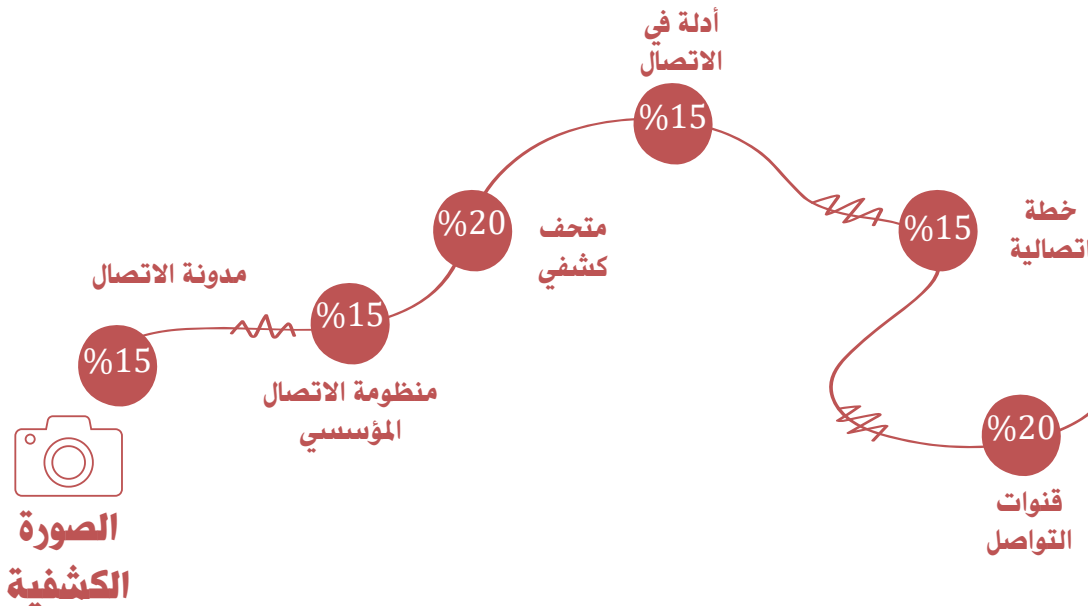 أدلة في
الاتصال
%15
خطة
اتصالية
%15
%20
متحف
كشفي
%15
مدونة الاتصال
%15
منظومة الاتصال
المؤسسي
%20
قنوات
التواصل
الصورة
الكشفية